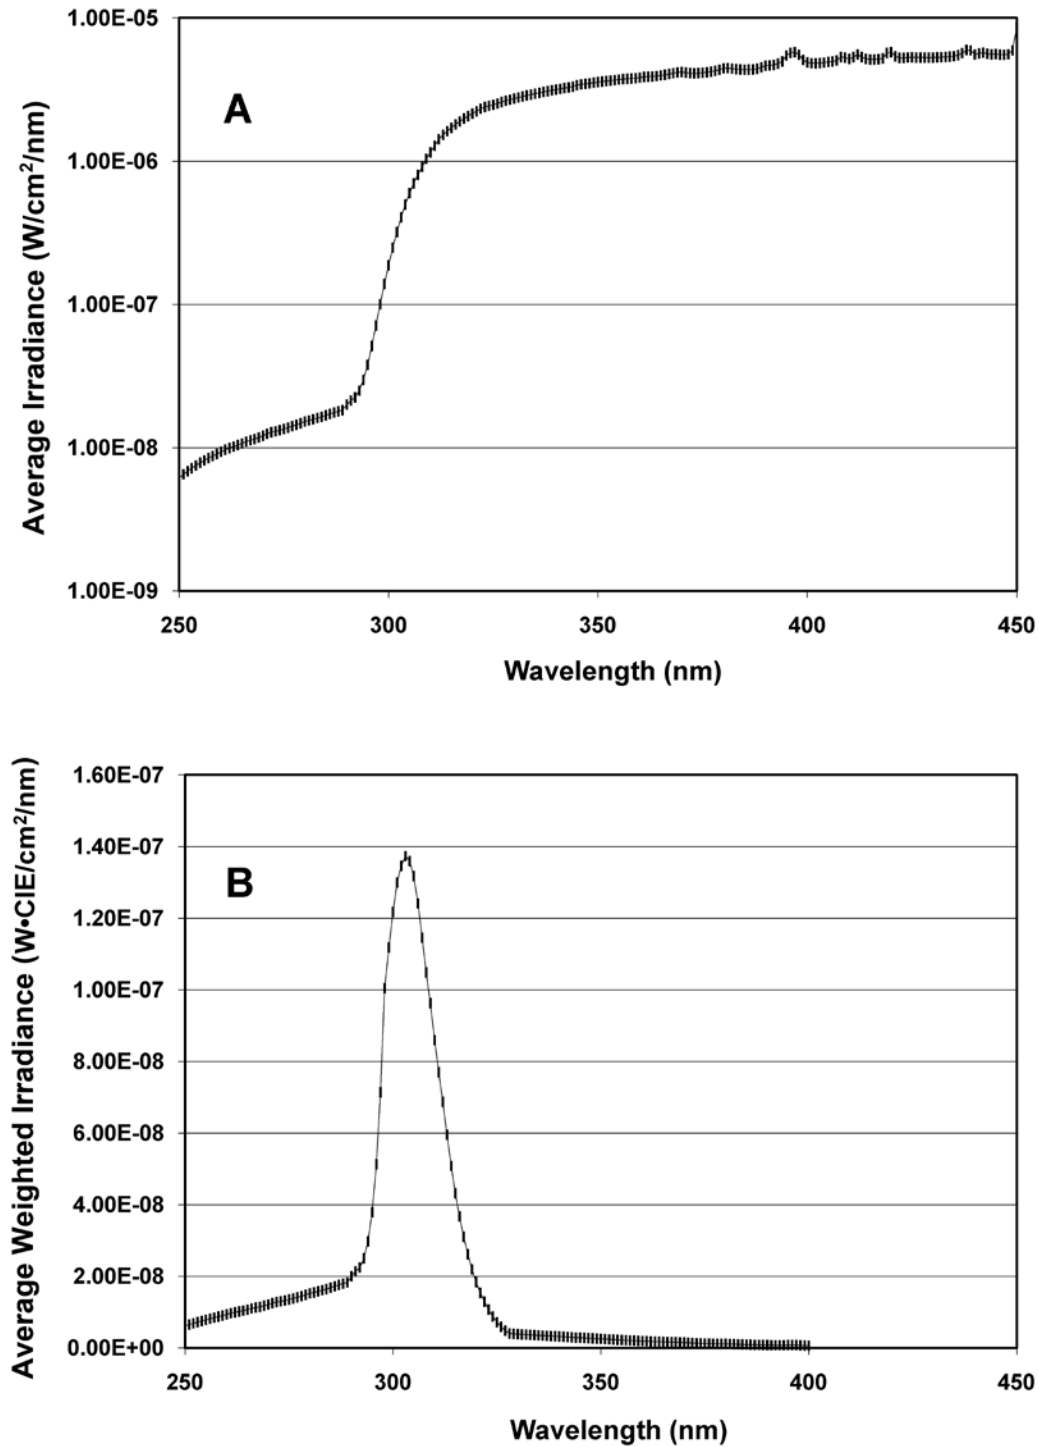 1.00E-05
A
1.00E-06
1.00E-07
1.00E-08
1.00E-09
250 300 350 400 450
Average Irradiance (W/cm²/nm)
Wavelength (nm)
1.60E-07
1.40E-07
B
1.20E-07
1.00E-07
8.00E-08
6.00E-08
4.00E-08
2.00E-08
0.00E+00
250 300 350 400 450
Average Weighted Irradiance (W•CIE/cm²/nm)
Wavelength (nm)